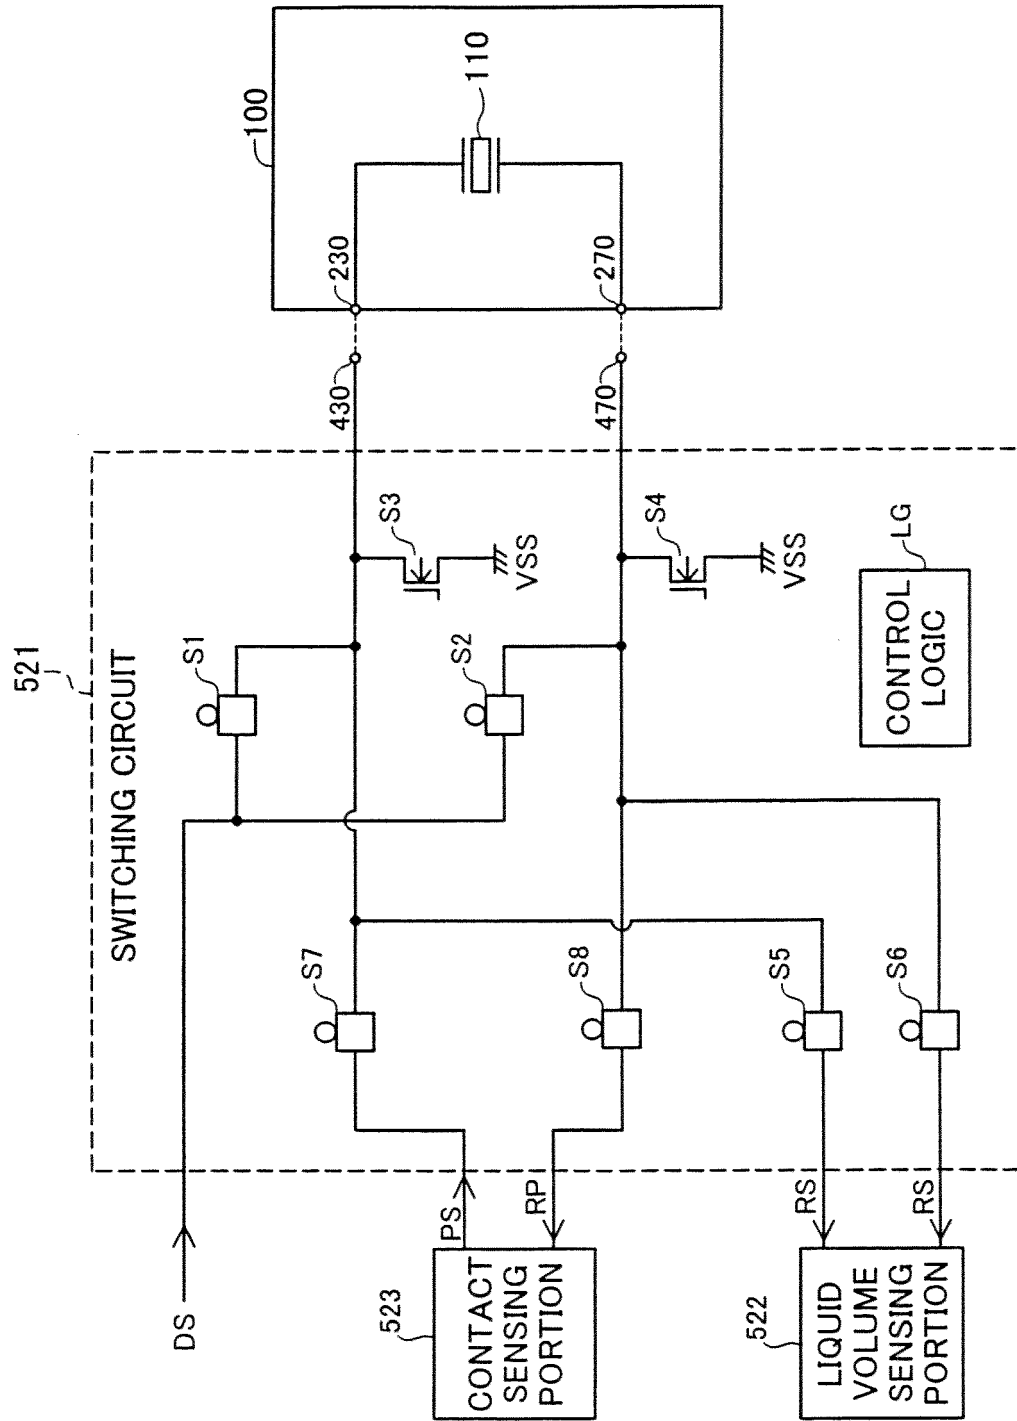 521
SWITCHING CIRCUIT
DS
S1
S2
S3
VSS
S4
VSS
S7
S8
S5
S6
430
470
230
270
100
110
CONTROL
LOGIC
LG
523
CONTACT
SENSING
PORTION
PS
RP
522
LIQUID
VOLUME
SENSING
PORTION
RS
RS